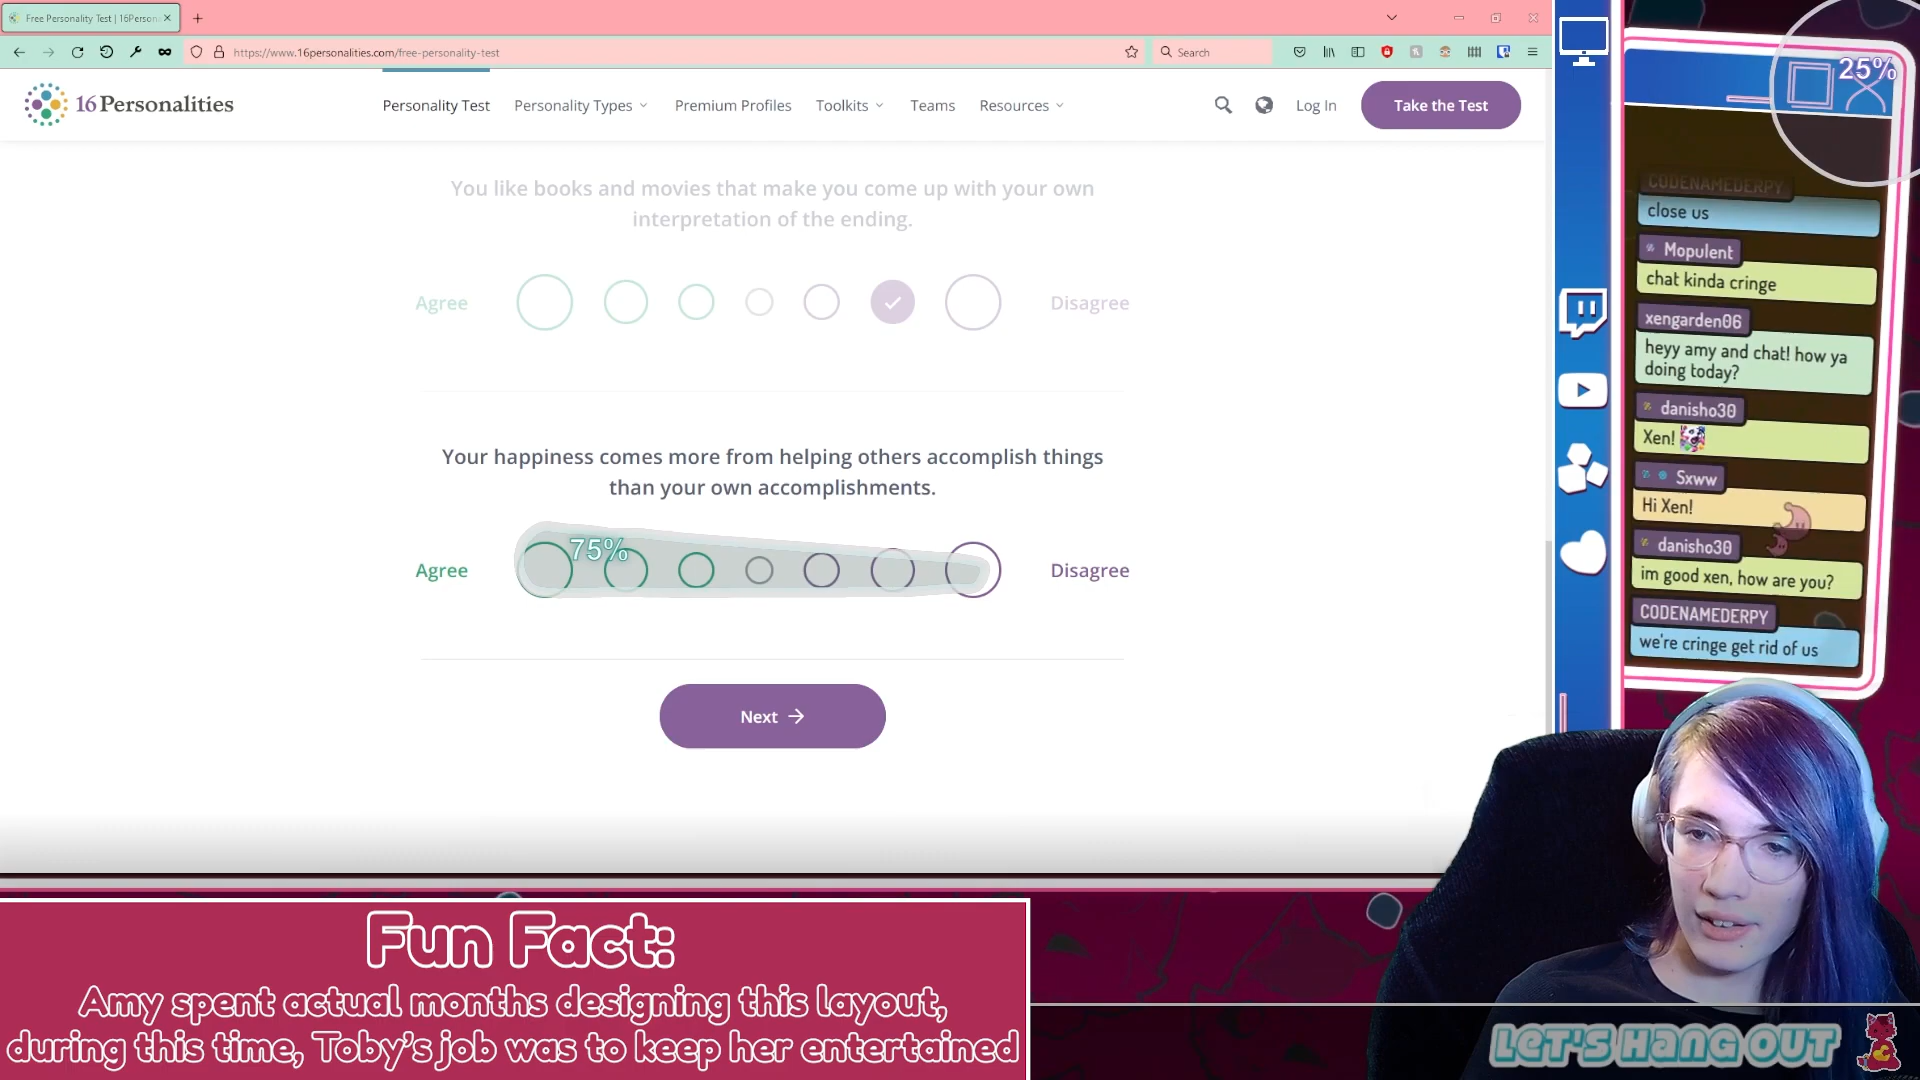 Free Personality Test | 16Person
https://www.16personalities.com/free-personality-test
Search
16Personalities
Personality Test
Personality Types
Premium Profiles
Toolkits
Teams
Resources
Log In
Take the Test
You like books and movies that make you come up with your own
interpretation of the ending.
Agree
Disagree
Your happiness comes more from helping others accomplish things
than your own accomplishments.
75%
Agree
Disagree
Next
25%
CODENAMEDERPY
close us
Mopulent
chat kinda cringe
xengarden06
heyy amy and chat! how ya
doing today?
danisho30
Xen!
Sxww
Hi Xen!
danisho30
im good xen, how are you?
CODENAMEDERPY
we're cringe get rid of us
Fun Fact:
Amy spent actual months designing this layout,
during this time, Toby's job was to keep her entertained
LET'S HANG OUT